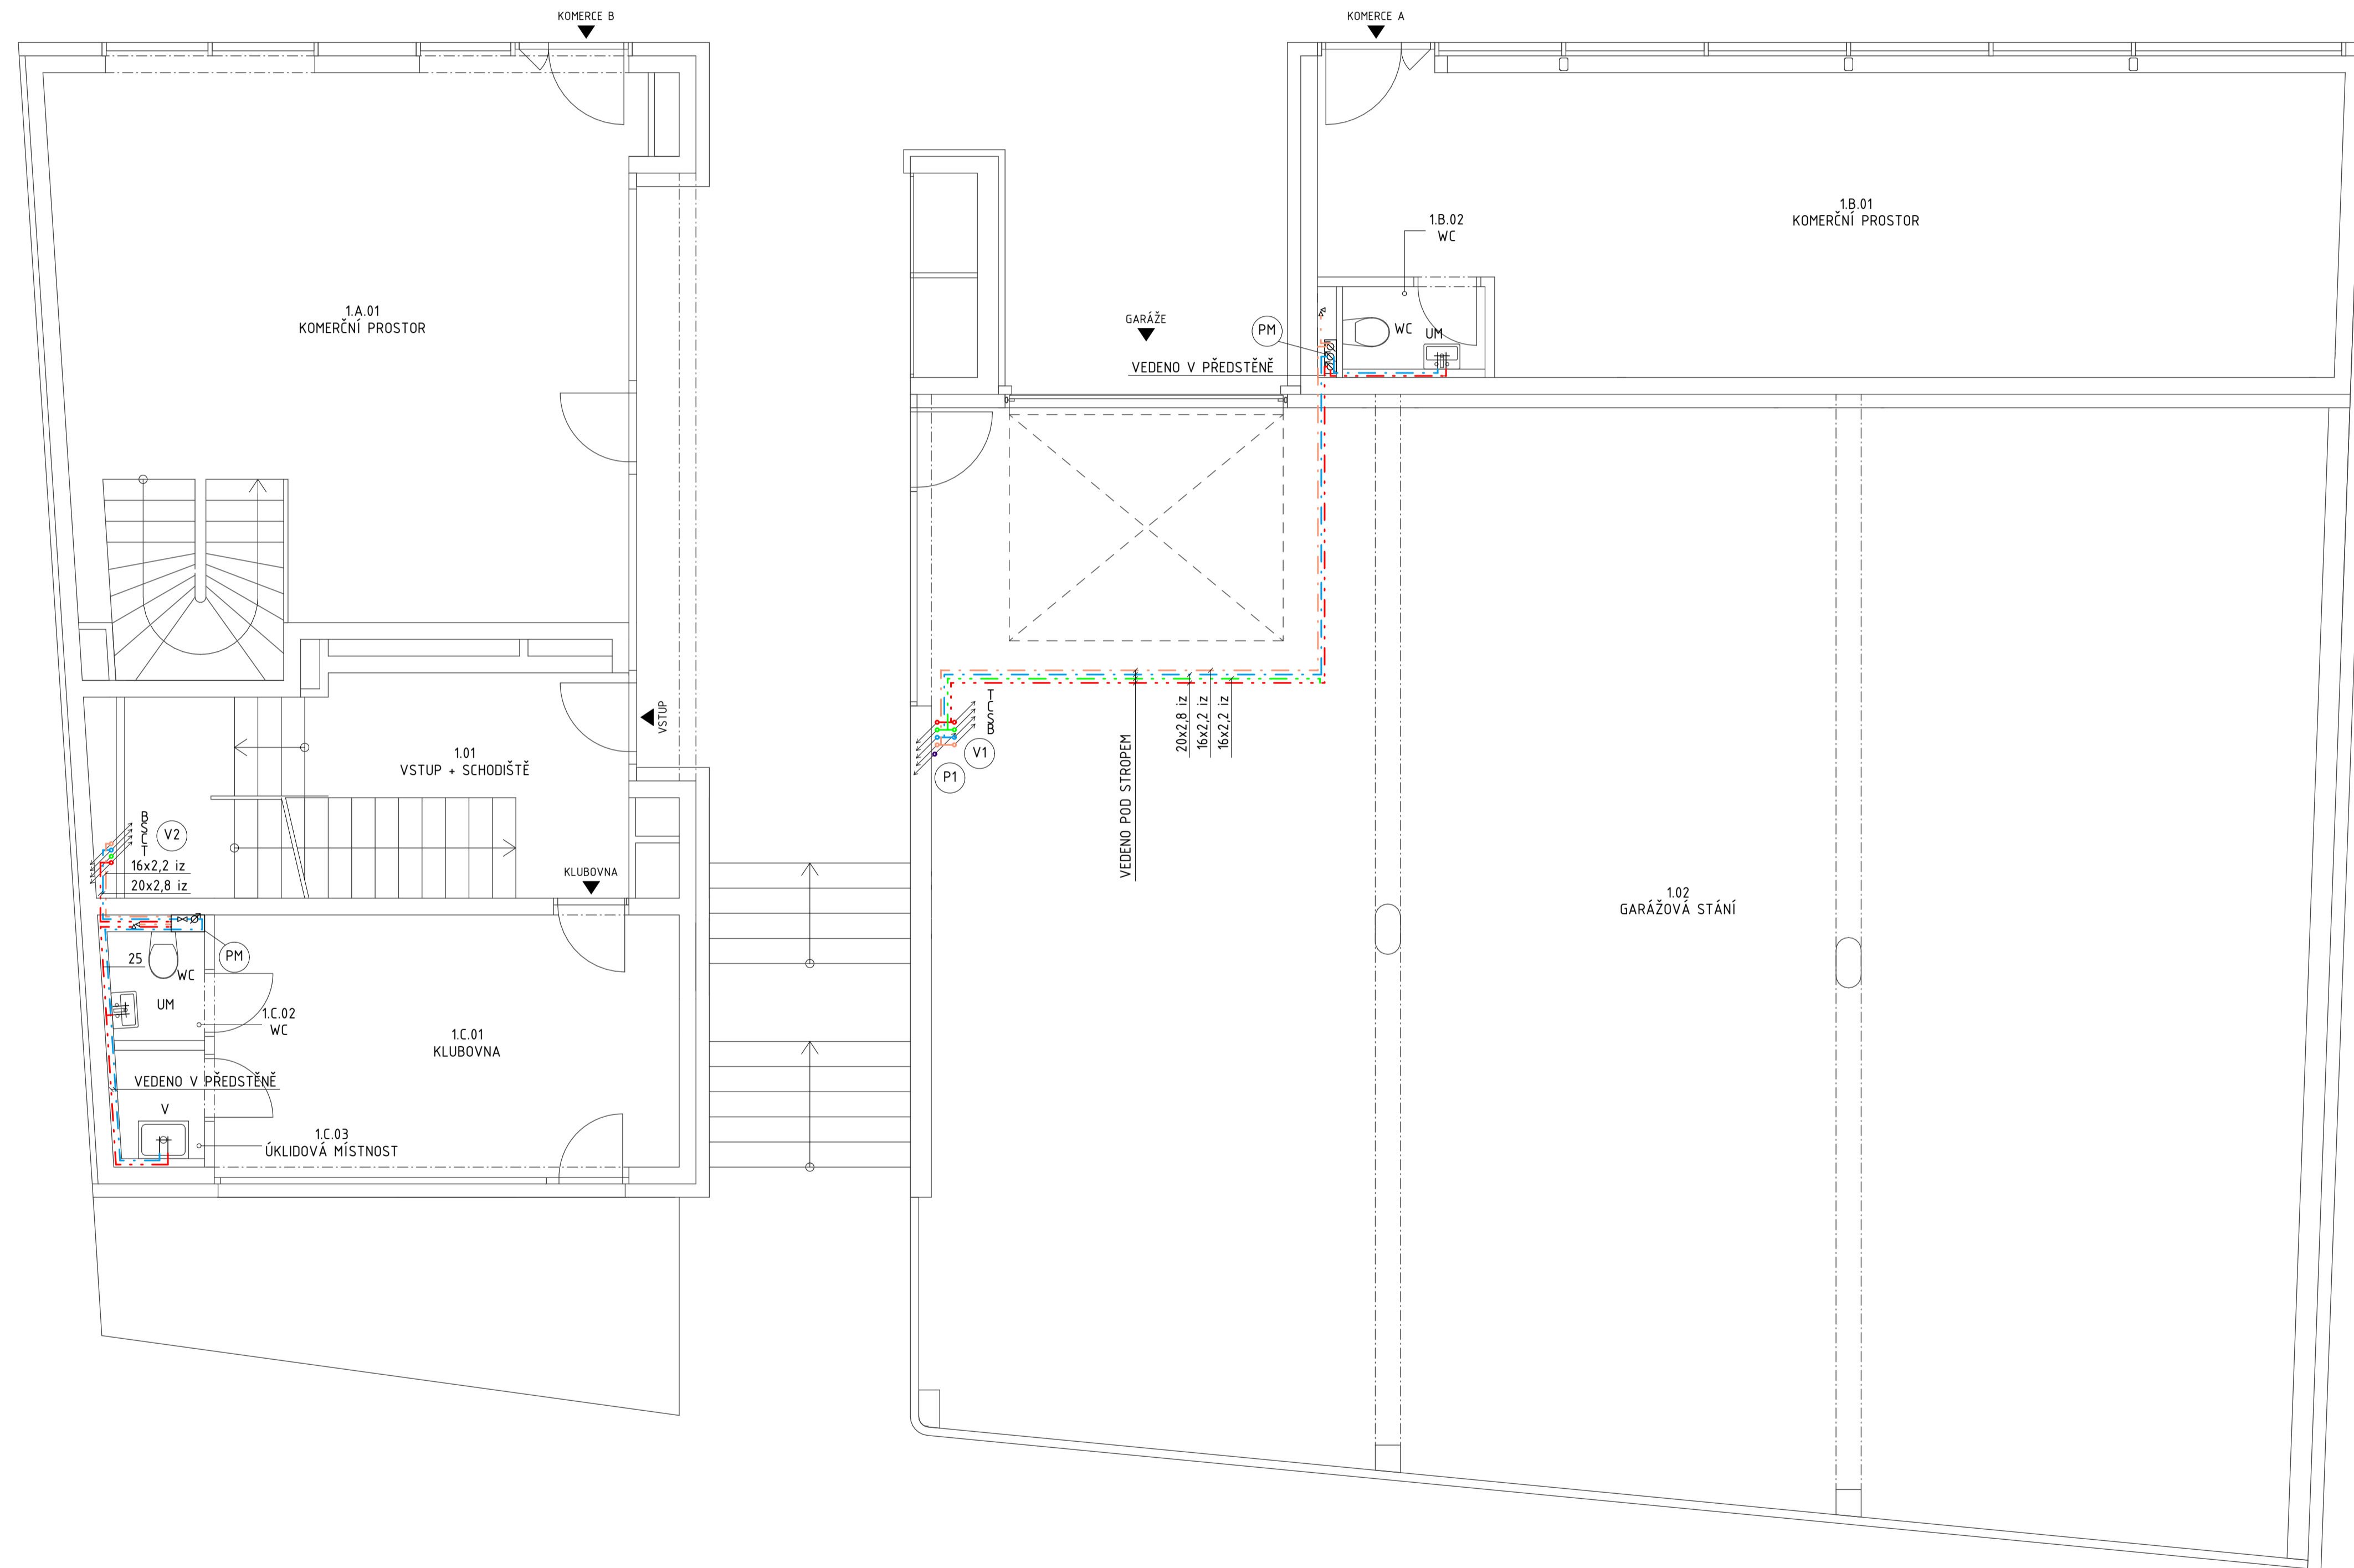 KOMERCE B
KOMERCE A
1.B.01
KOMERČNÍ PROSTOR
1.B.02
WC
1.A.01
KOMERČNÍ PROSTOR
GARÁŽE
PM
WC
UM
VEDENO V PŘEDSTĚNĚ
VSTUP
T
C
S
B
V1
P1
VEDENO POD STROPEM
20x2,8 iz
16x2,2 iz
16x2,2 iz
1.01
VSTUP + SCHODIŠTĚ
B
S
C
T
V2
16x2,2 iz
20x2,8 iz
KLUBOVNA
1.02
GARÁŽOVÁ STÁNÍ
25
WC
PM
UM
1.C.02
WC
1.C.01
KLUBOVNA
VEDENO V PŘEDSTĚNĚ
V
1.C.03
ÚKLIDOVÁ MÍSTNOST